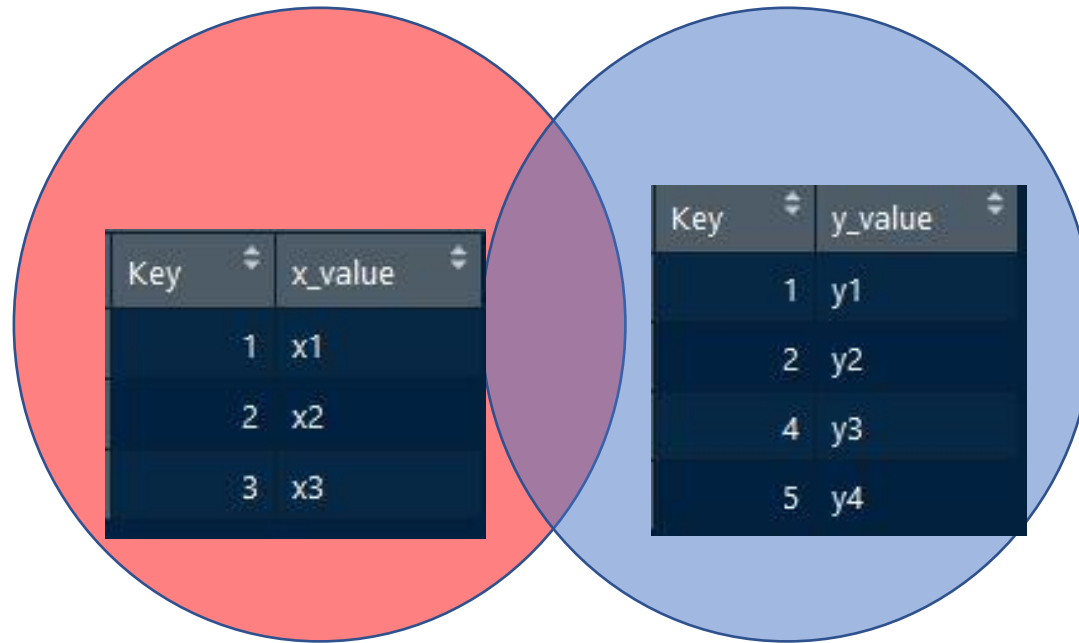 Key x_value
1 x1
2 x2
3 x3
Key y_value
1 y1
2 y2
4 y3
5 y4